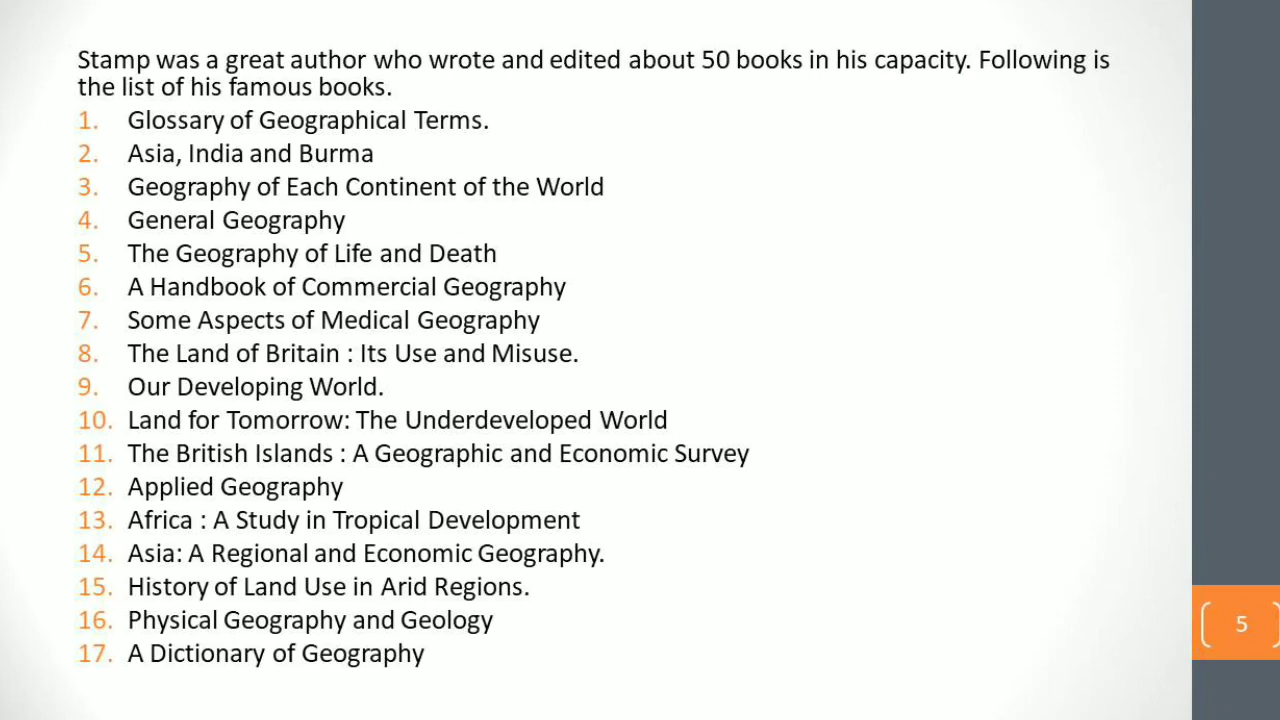 Stamp was a great author who wrote and edited about 50 books in his capacity. Following is
the list of his famous books.
1. Glossary of Geographical Terms.
2. Asia, India and Burma
3. Geography of Each Continent of the World
4. General Geography
5. The Geography of Life and Death
6. A Handbook of Commercial Geography
7. Some Aspects of Medical Geography
8. The Land of Britain : Its Use and Misuse.
9. Our Developing World.
10. Land for Tomorrow: The Underdeveloped World
11. The British Islands : A Geographic and Economic Survey
12. Applied Geography
13. Africa : A Study in Tropical Development
14. Asia: A Regional and Economic Geography.
15. History of Land Use in Arid Regions.
16. Physical Geography and Geology
17. A Dictionary of Geography
5